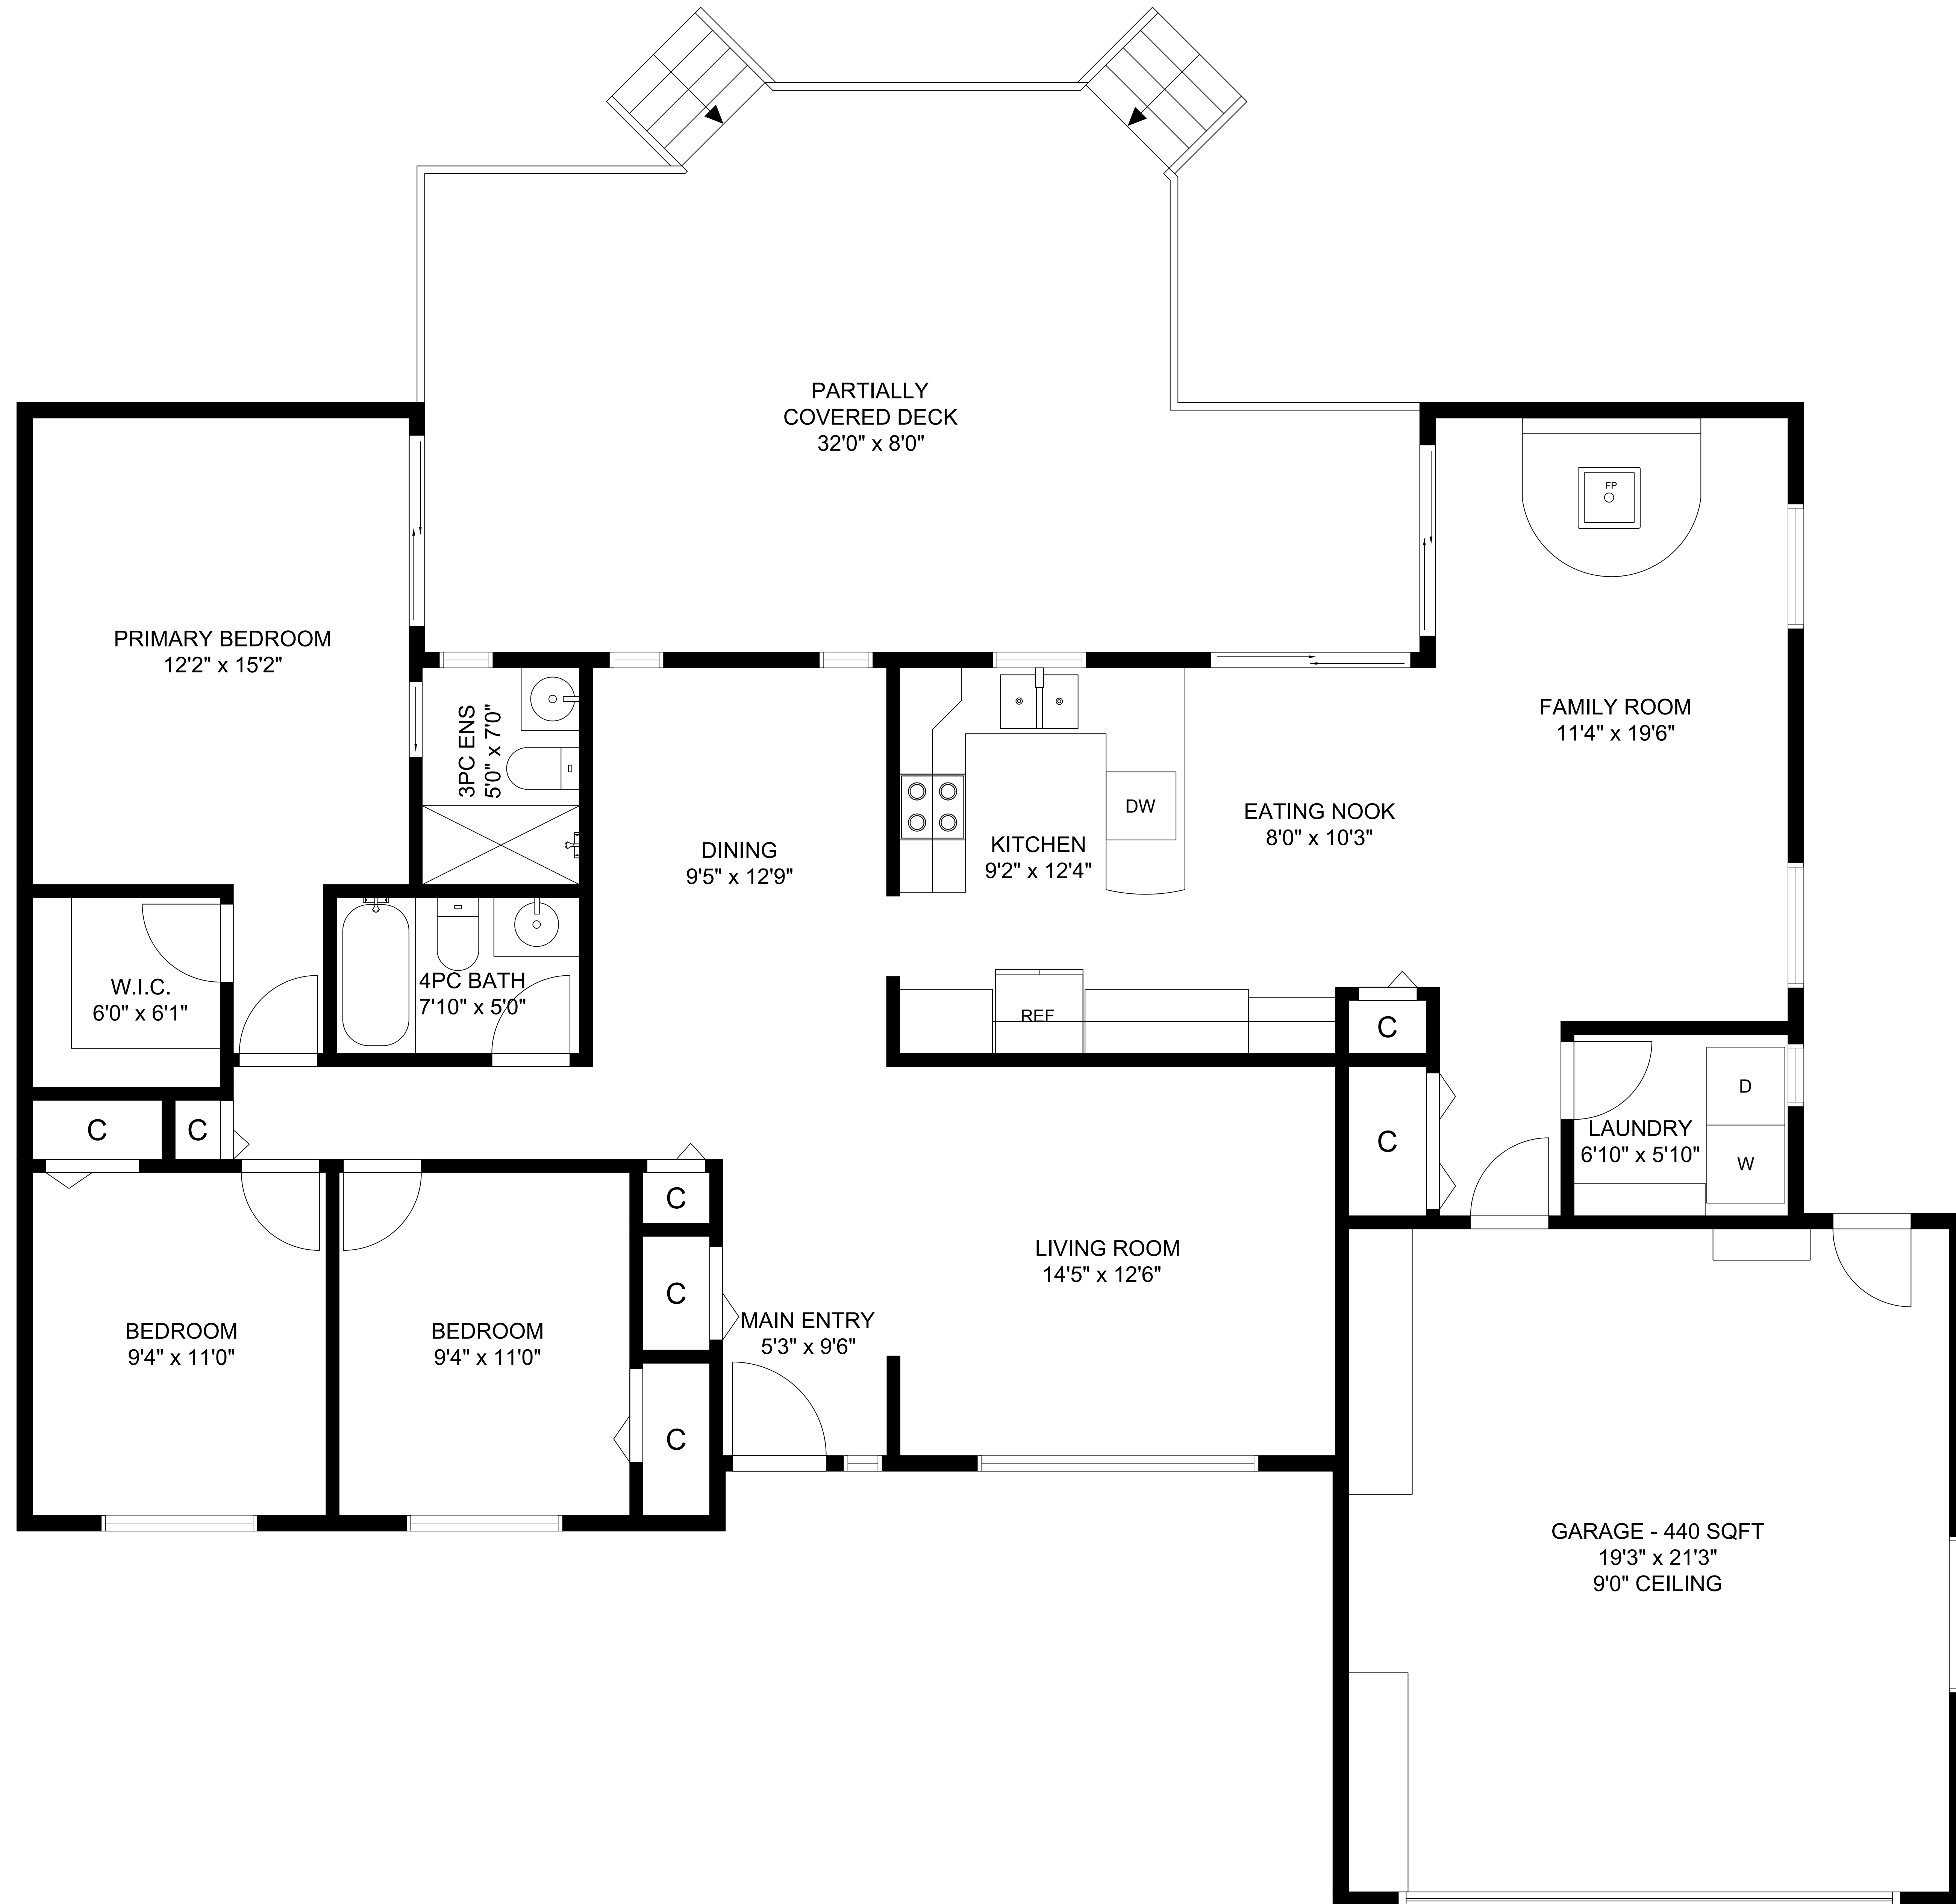 PARTIALLY
COVERED DECK
32'0" x 8'0"
FP
PRIMARY BEDROOM
12'2" x 15'2"
3PC ENS
5'0" x 7'0"
FAMILY ROOM
11'4" x 19'6"
DW
EATING NOOK
8'0" x 10'3"
KITCHEN
9'2" x 12'4"
DINING
9'5" x 12'9"
4PC BATH
7'10" x 5'0"
W.I.C.
6'0" x 6'1"
REF
C
D
LAUNDRY
6'10" x 5'10"
W
C
C
C
C
LIVING ROOM
14'5" x 12'6"
C
MAIN ENTRY
5'3" x 9'6"
BEDROOM
9'4" x 11'0"
BEDROOM
9'4" x 11'0"
C
GARAGE - 440 SQFT
19'3" x 21'3"
9'0" CEILING